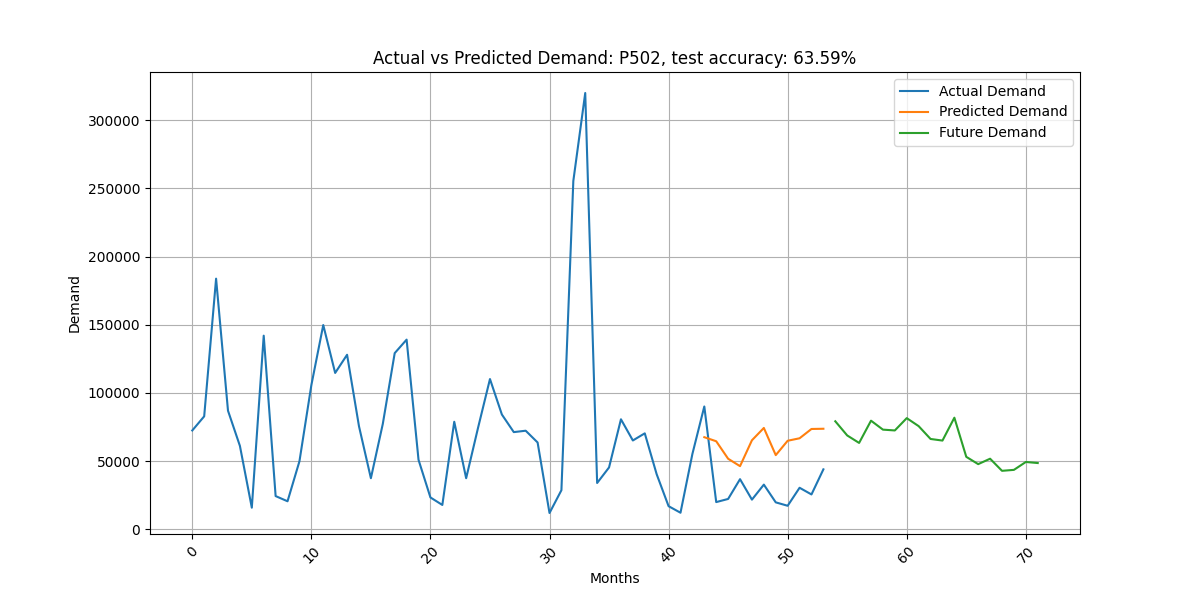 Actual vs Predicted Demand: P502, test accuracy: 63.59%
Actual Demand
Predicted Demand
Future Demand
300000
250000
200000
150000
100000
50000
0
Demand
0 10 20 30 40 50 60 70
Months